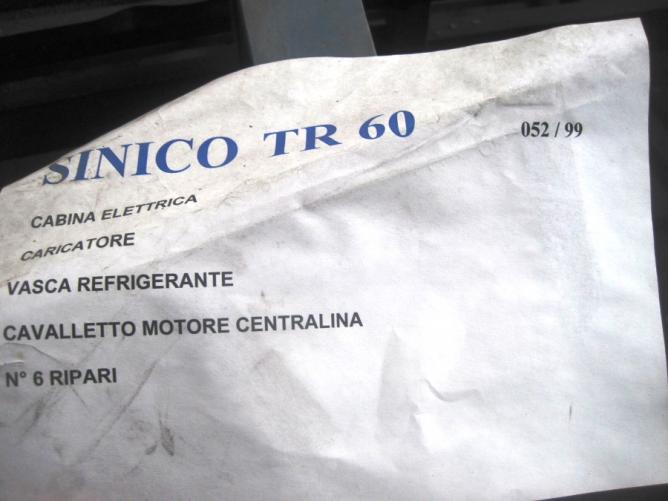 SINICO TR 60 052 / 99
CABINA ELETTRICA
CARICATORE
VASCA REFRIGERANTE
CAVALLETTO MOTORE CENTRALINA
N° 6 RIPARI